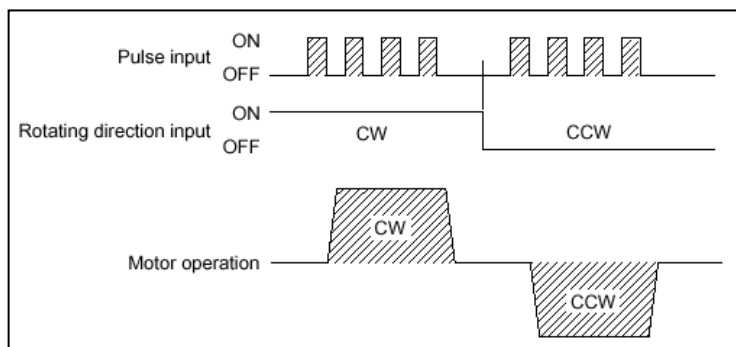 ON
Pulse input
OFF
ON
Rotating direction input
CW
CCW
OFF
CW
Motor operation
CCW